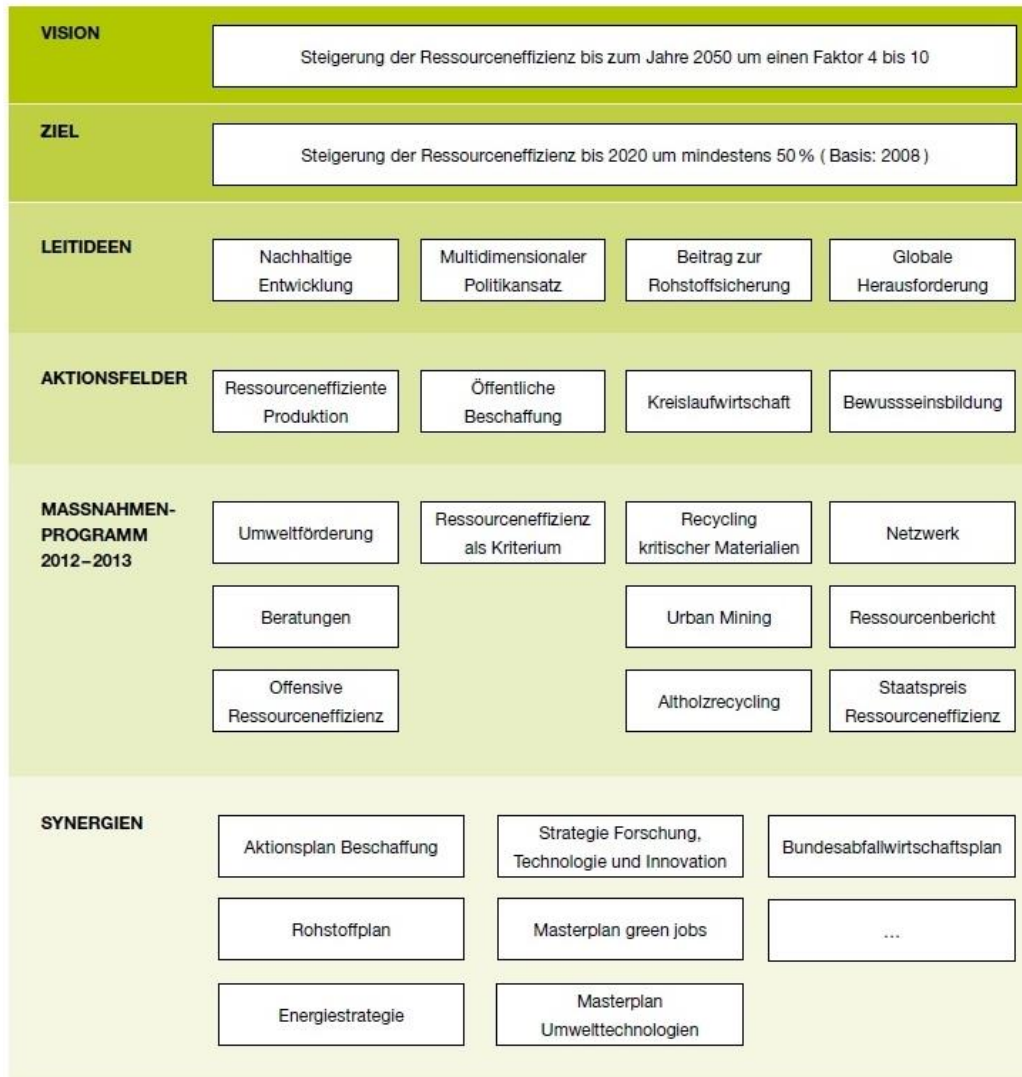 VISION
Steigerung der Ressourceneffizienz bis zum Jahre 2050 um einen Faktor 4 bis 10
ZIEL
Steigerung der Ressourceneffizienz bis 2020 um mindestens 50 % ( Basis: 2008 )
LEITIDEEN
Nachhaltige
Entwicklung
Multidimensionaler
Politikansatz
Beitrag zur
Rohstoffsicherung
Globale
Herausforderung
AKTIONSFELDER
Ressourceneffiziente
Produktion
Öffentliche
Beschaffung
Kreislaufwirtschaft
Bewussseinsbildung
MASSNAHMEN-
PROGRAMM
2012–2013
Umweltförderung
Ressourceneffizienz
als Kriterium
Recycling
kritischer Materialien
Netzwerk
Beratungen
Urban Mining
Ressourcenbericht
Offensive
Ressourceneffizienz
Altholzrecycling
Staatspreis
Ressourceneffizienz
SYNERGIEN
Aktionsplan Beschaffung
Strategie Forschung,
Technologie und Innovation
Bundesabfallwirtschaftsplan
Rohstoffplan
Masterplan green jobs
...
Energiestrategie
Masterplan
Umwelttechnologien